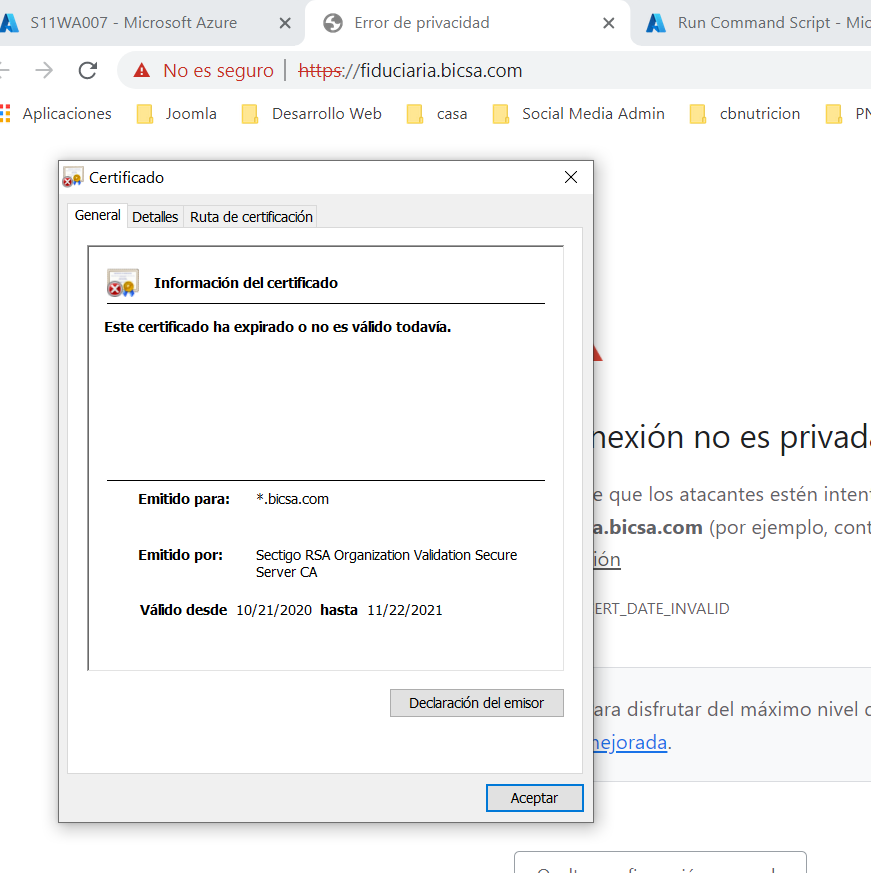 S11WA007 - Microsoft Azure
Error de privacidad
Run Command Script - Mic
No es seguro
https://fiduciaria.bicsa.com
Aplicaciones
Joomla
Desarrollo Web
casa
Social Media Admin
cbnutricion
PN
Certificado
General
Detalles
Ruta de certificación
Información del certificado
Este certificado ha expirado o no es válido todavía.
Emitido para: *.bicsa.com
Emitido por: Sectigo RSA Organization Validation Secure
Server CA
Válido desde 10/21/2020 hasta 11/22/2021
Declaración del emisor
Aceptar
nexión no es privad
e que los atacantes estén inten
a.bicsa.com (por ejemplo, cont
ión
ERT_DATE_INVALID
ara disfrutar del máximo nivel
mejorada.